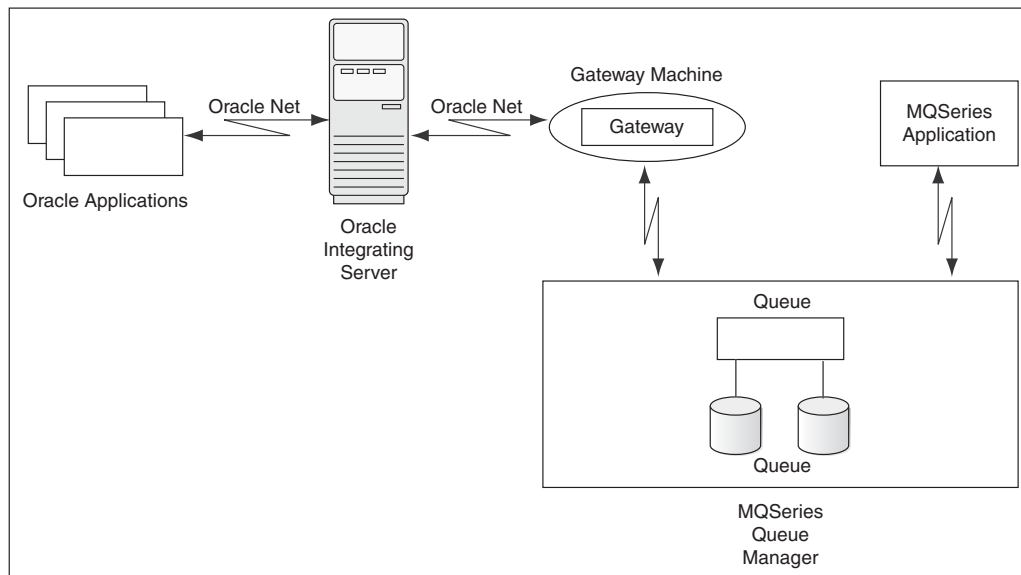 Oracle Net
Oracle Applications
Oracle
Integrating
Server
Oracle Net
Gateway Machine
Gateway
MQSeries
Application
Queue
Queue
MQSeries
Queue
Manager